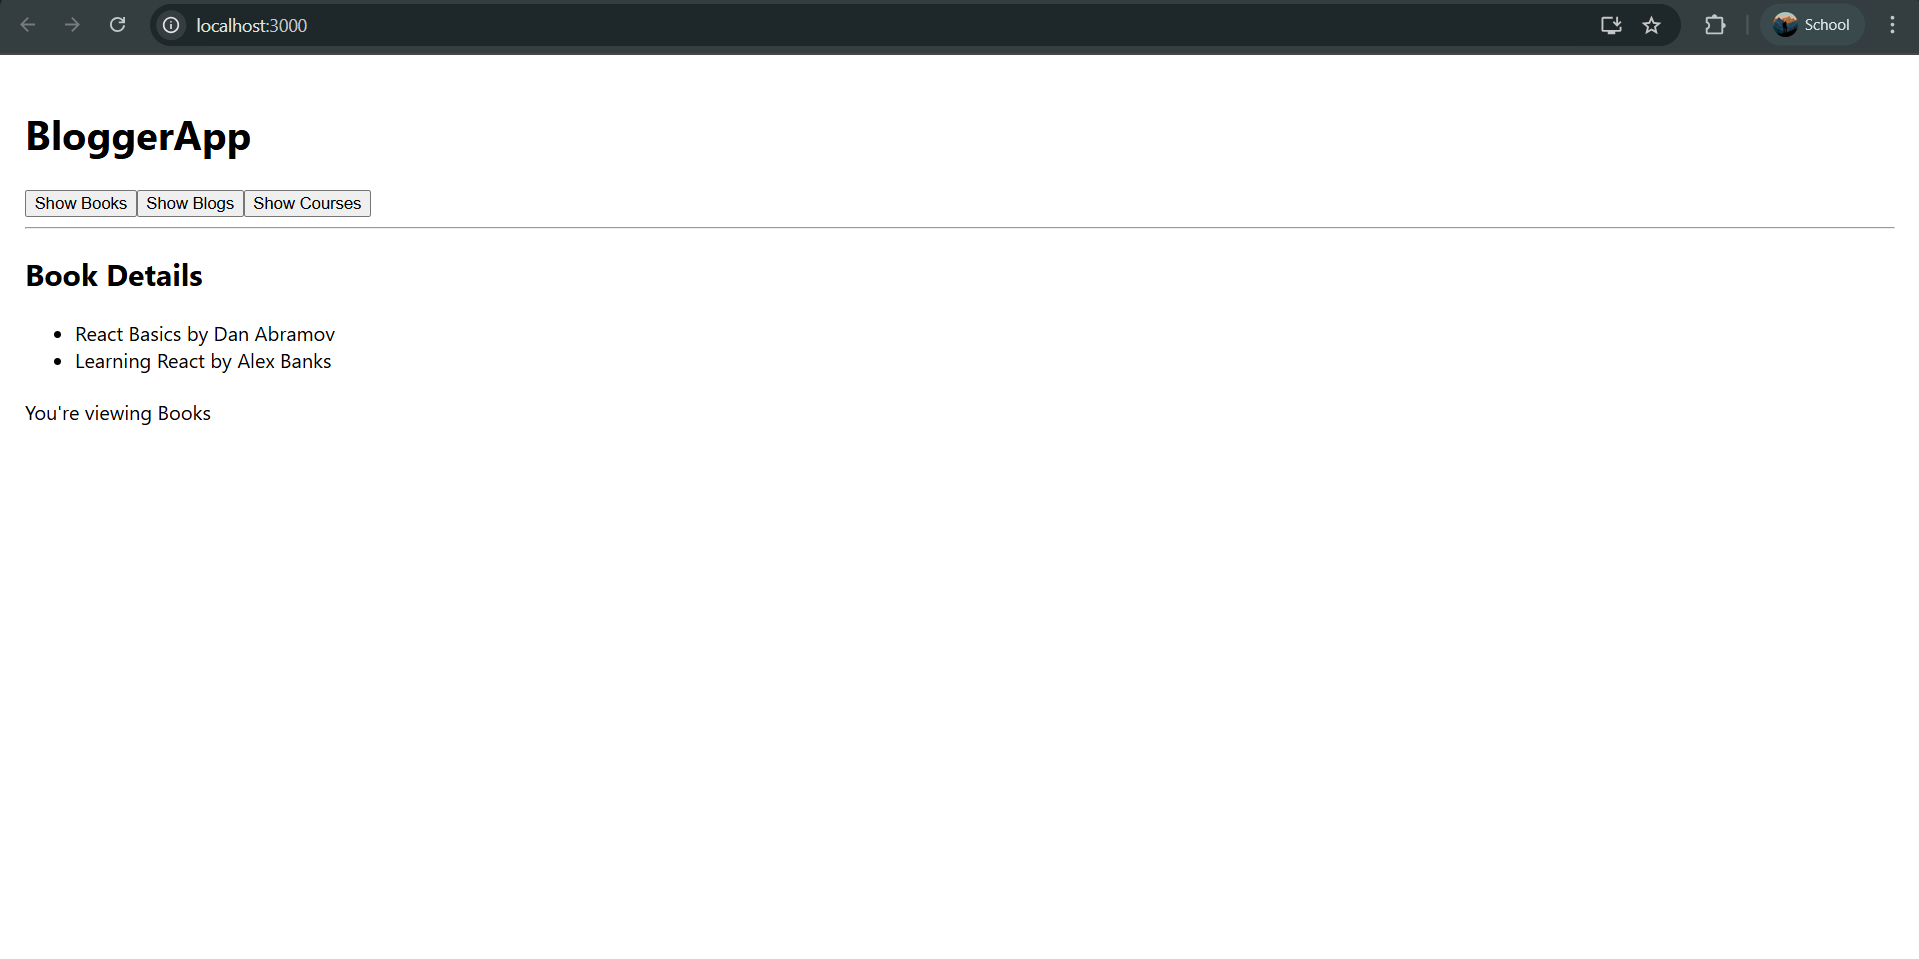 localhost:3000
School
BloggerApp
Show Books Show Blogs Show Courses
Book Details
React Basics by Dan Abramov
Learning React by Alex Banks
You're viewing Books